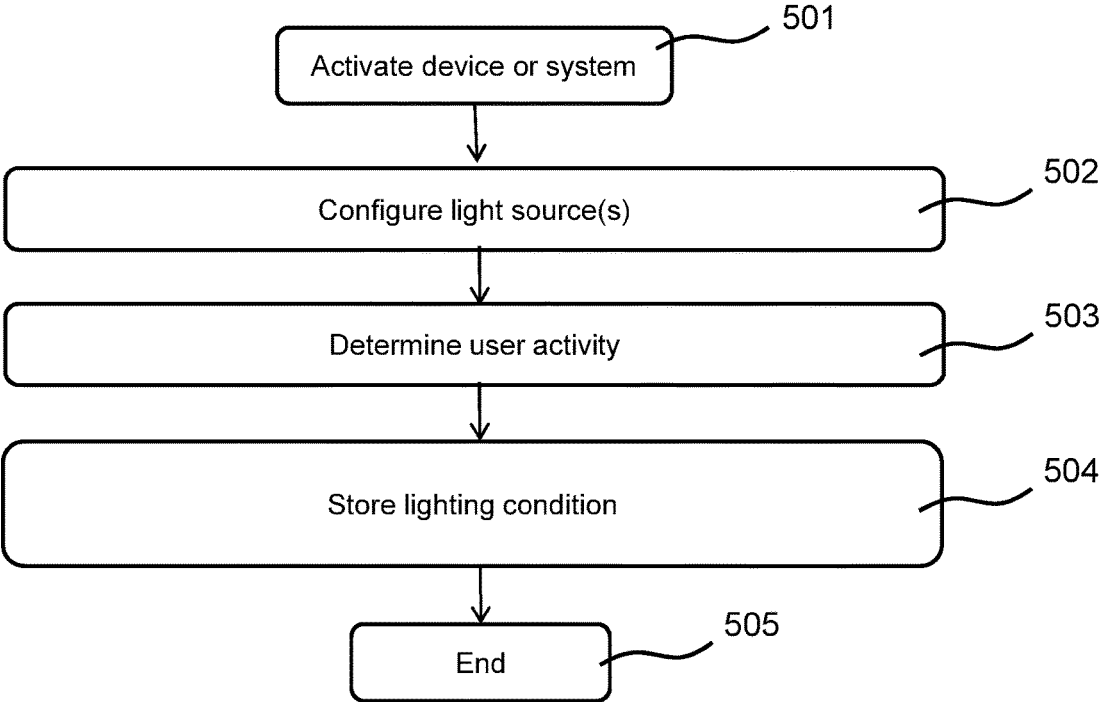 501
Activate device or system
502
Configure light source(s)
503
Determine user activity
504
Store lighting condition
505
End